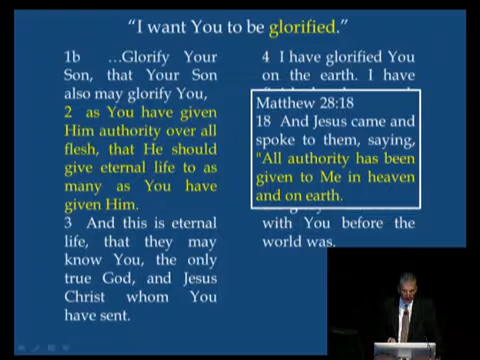 “I want You to be glorified.”
1b …Glorify Your
Son, that Your Son
also may glorify You,
2 as You have given
Him authority over all
flesh, that He should
give eternal life to as
many as You have
given Him.
3 And this is eternal
life, that they may
know You, the only
true God, and Jesus
Christ whom You
have sent.
4 I have glorified You
on the earth. I have
Matthew 28:18
18 And Jesus came and
spoke to them, saying,
"All authority has been
given to Me in heaven
and on earth.
with You before the
world was.